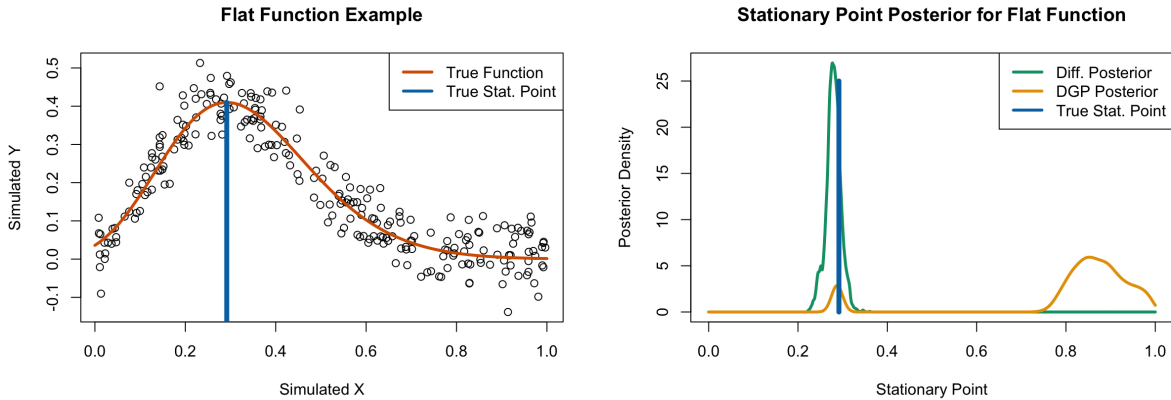 Flat Function Example
True Function
True Stat. Point
Simulated Y
0.5
0.4
0.3
0.2
0.1
0.0
-0.1
0.0 0.2 0.4 0.6 0.8 1.0
Simulated X
Stationary Point Posterior for Flat Function
Diff. Posterior
DGP Posterior
True Stat. Point
Posterior Density
25
20
15
10
5
0
0.0 0.2 0.4 0.6 0.8 1.0
Stationary Point